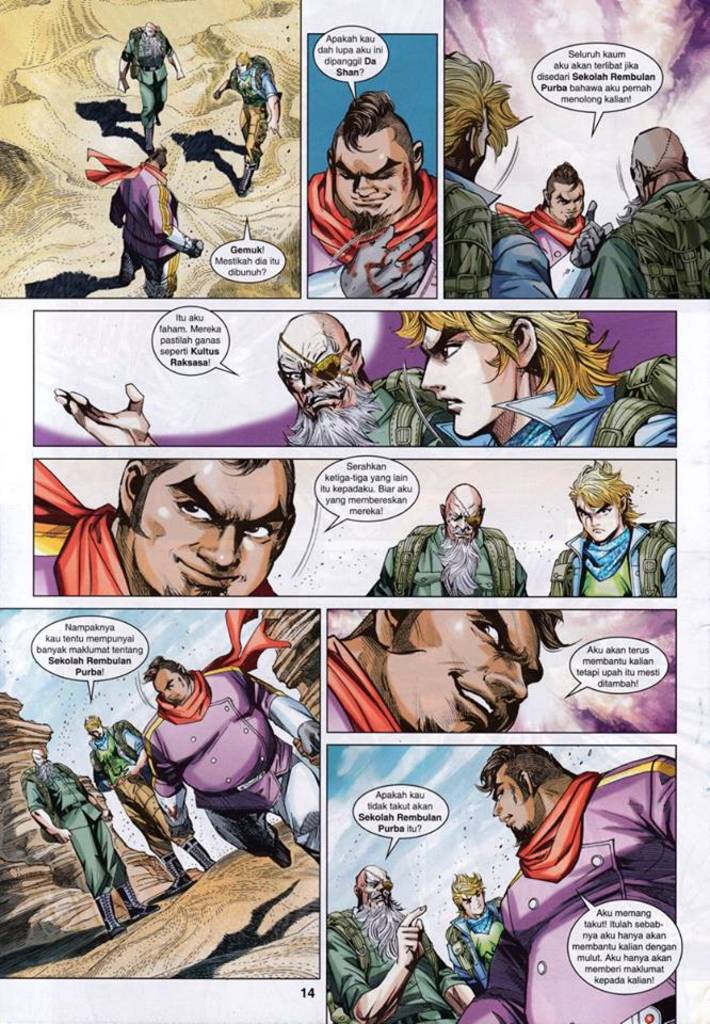 Gemuk!
Mestikah dia itu
dibunuh?
Apakah kau
dah lupa aku ini
dipanggil Da
Shan?
Seluruh kaum
aku akan terlibat jika
disedari Sekolah Rembulan
Purba bahawa aku pernah
menolong kalian!
Itu aku
faham. Mereka
pastilah ganas
seperti Kultus
Raksasa!
Serahkan
ketiga-tiga yang lain
itu kepadaku. Biar aku
yang membereskan
mereka!
Nampaknya
kau tentu mempunyai
banyak maklumat tentang
Sekolah Rembulan
Purba!
Aku akan terus
membantu kalian
tetapi upah itu mesti
ditambah!
Apakah kau
tidak takut akan
Sekolah Rembulan
Purba itu?
Aku memang
takut! Itulah sebab-
nya aku hanya akan
membantu kalian dengan
mulut. Aku hanya akan
memberi maklumat
kepada kalian!
14